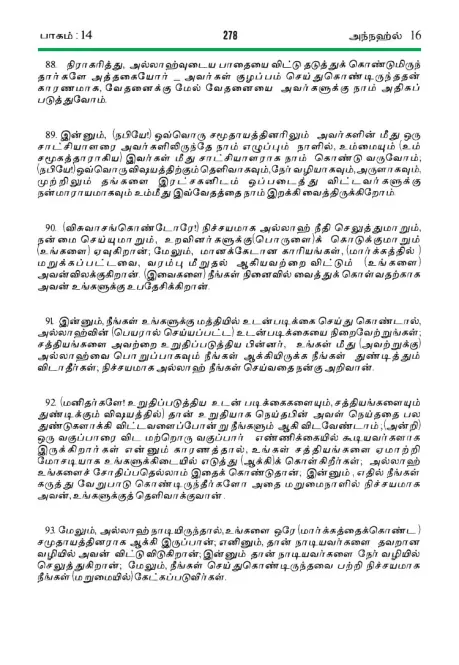 பாகம் : 14
278
அந்நஹ்ல் 16
88. நிராகரித்து, அல்லாஹ்வுடைய பாதையை விட்டு தடுத்துக் கொண்டுமிருந்
தார்களே அத்தகையோர் _ அவர்கள் குழப்பம் செய்துகொண்டிருந்ததன்
காரணமாக, வேதனைக்கு மேல் வேதனையை அவர்களுக்கு நாம் அதிகப்
படுத்துவோம்.
89. இன்னும், (நபியே!) ஒவ்வொரு சமூதாயத்தினரிலும் அவர்களின் மீது ஒரு
சாட்சியாளரை அவர்களிலிருந்தே நாம் எழுப்பும் நாளில், உம்மையும் (உம்
சமூகத்தாராகிய) இவர்கள் மீது சாட்சியாளராக நாம் கொண்டு வருவோம்;
(நபியே!) ஒவ்வொரு விஷயத்திற்கும் தெளிவாகவும், நேர் வழியாகவும், அருளாகவும்,
முற்றிலும் தங்களை இரட்சகனிடம் ஒப்படைத்து விட்டவர்களுக்கு
நன்மாராயமாகவும் உம்மீது இவ்வேதத்தை நாம் இறக்கி வைத்திருக்கிறோம்.
90. (விசுவாசங்கொண்டோரே!) நிச்சயமாக அல்லாஹ் நீதி செலுத்துமாறும்,
நன்மை செய்யுமாறும், உறவினர்களுக்கு(பொருளை)க் கொடுக்குமாறும்
(உங்களை) ஏவுகிறான்; மேலும், மானக்கேடான காரியங்கள், (மார்க்கத்தில் )
மறுக்கப்பட்டவை, வரம்பு மீறுதல் ஆகியவற்றை விட்டும் (உங்களை)
அவன்விலக்குகிறான். (இவைகளை) நீங்கள் நினைவில் வைத்துக் கொள்வதற்காக
அவன் உங்களுக்கு உபதேசிக்கிறான்.
91. இன்னும், நீங்கள் உங்களுக்கு மத்தியில் உடன்படிக்கை செய்து கொண்டால்,
அல்லாஹ்வின் (பெயரால் செய்யப்பட்ட) உடன்படிக்கையை நிறைவேற்றுங்கள்;
சத்தியங்களை அவற்றை உறுதிப்படுத்திய பின்னர், உங்கள் மீது (அவற்றுக்கு)
அல்லாஹ்வை பொறுப்பாகவும் நீங்கள் ஆக்கியிருக்க நீங்கள் துண்டித்தும்
விடாதீர்கள்; நிச்சயமாக அல்லாஹ் நீங்கள் செய்வதை நன்கு அறிவான்.
92. (மனிதர்களே! உறுதிப்படுத்திய உடன் படிக்கைகளையும், சத்தியங்களையும்
துண்டிக்கும் விஷயத்தில்) தான் உறுதியாக நெய்தபின் அவள் நெய்ததை பல
துண்டுகளாக்கி விட்டவளைப்போன்று நீங்களும் ஆகி விடவேண்டாம்; (அன்றி)
ஒரு வகுப்பாரை விட மற்றொரு வகுப்பார் எண்ணிக்கையில் கூடியவர்களாக
இருக்கிறார்கள் என்னும் காரணத்தால், உங்கள் சத்தியங்களை ஏமாற்றி
மோசடியாக உங்களுக்கிடையில் எடுத்து (ஆக்கி)க் கொள்கிறீர்கள்; அல்லாஹ்
உங்களைச் சோதிப்பதெல்லாம் இதைக் கொண்டுதான்; இன்னும், எதில் நீங்கள்
கருத்து வேறுபாடு கொண்டிருந்தீர்களோ அதை மறுமைநாளில் நிச்சயமாக
அவன், உங்களுக்குத் தெளிவாக்குவான் .
93. மேலும், அல்லாஹ் நாடியிருந்தால், உங்களை ஒரே (மார்க்கத்தைக்கொண்ட )
சமுதாயத்தினராக ஆக்கி இருப்பான்; எனினும், தான் நாடியவர்களை தவறான
வழியில் அவன் விட்டுவிடுகிறான்; இன்னும் தான் நாடியவர்களை நேர் வழியில்
செலுத்துகிறான்; மேலும், நீங்கள் செய்துகொண்டிருந்தவை பற்றி நிச்சயமாக
நீங்கள் (மறுமையில்) கேட்கப்படுவீர்கள்.